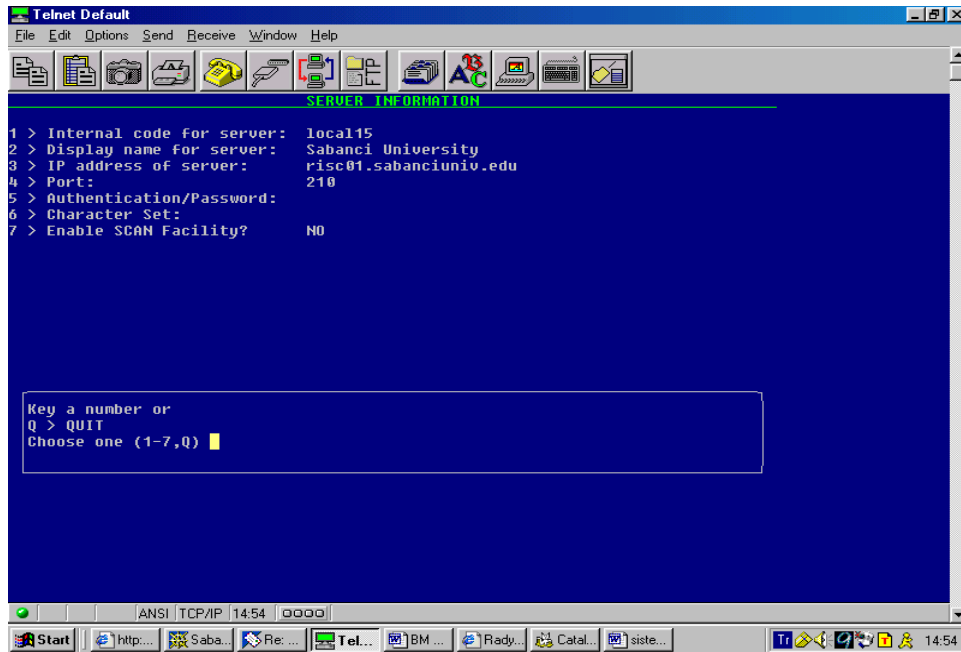 Telnet Default
File Edit Options Send Receive Window Help
SERVER INFORMATION
1 > Internal code for server: local15
2 > Display name for server: Sabanci University
3 > IP address of server: risc01.sabanciuniv.edu
4 > Port: 210
5 > Authentication/Password:
6 > Character Set:
7 > Enable SCAN Facility? NO
Key a number or
Q > QUIT
Choose one (1-7,Q)
ANSI TCP/IP 14:54
Start http:... Saba... Re: ... Tel... BM ... Rady... Catal... siste... Tr 14:54